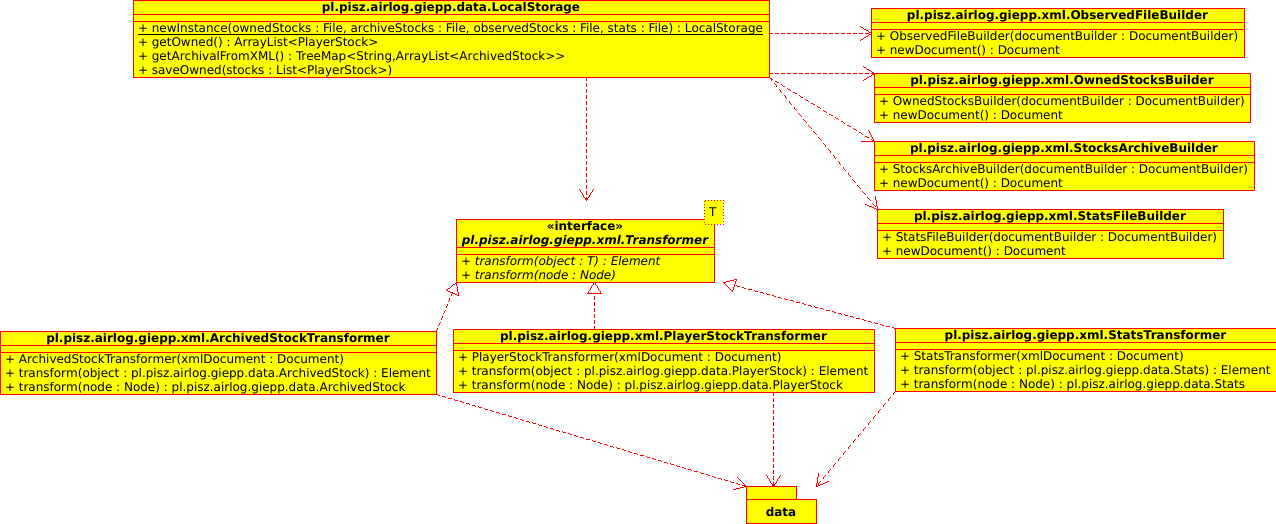 pl.pisz.airlog.giepp.data.LocalStorage
+ newInstance(ownedStocks : File, archiveStocks : File, observedStocks : File, stats : File) : LocalStorage
+ getOwned() : ArrayList<PlayerStock>
+ getArchivalFromXML() : TreeMap<String,ArrayList<ArchivedStock>>
+ saveOwned(stocks : List<PlayerStock>)
pl.pisz.airlog.giepp.xml.ObservedFileBuilder
+ ObservedFileBuilder(documentBuilder : DocumentBuilder)
+ newDocument() : Document
pl.pisz.airlog.giepp.xml.OwnedStocksBuilder
+ OwnedStocksBuilder(documentBuilder : DocumentBuilder)
+ newDocument() : Document
pl.pisz.airlog.giepp.xml.StocksArchiveBuilder
+ StocksArchiveBuilder(documentBuilder : DocumentBuilder)
+ newDocument() : Document
pl.pisz.airlog.giepp.xml.StatsFileBuilder
+ StatsFileBuilder(documentBuilder : DocumentBuilder)
+ newDocument() : Document
T
«interface»
pl.pisz.airlog.giepp.xml.Transformer
+ transform(object : T) : Element
+ transform(node : Node)
pl.pisz.airlog.giepp.xml.ArchivedStockTransformer
+ ArchivedStockTransformer(xmlDocument : Document)
+ transform(object : pl.pisz.airlog.giepp.data.ArchivedStock) : Element
+ transform(node : Node) : pl.pisz.airlog.giepp.data.ArchivedStock
pl.pisz.airlog.giepp.xml.PlayerStockTransformer
+ PlayerStockTransformer(xmlDocument : Document)
+ transform(object : pl.pisz.airlog.giepp.data.PlayerStock) : Element
+ transform(node : Node) : pl.pisz.airlog.giepp.data.PlayerStock
pl.pisz.airlog.giepp.xml.StatsTransformer
+ StatsTransformer(xmlDocument : Document)
+ transform(object : pl.pisz.airlog.giepp.data.Stats) : Element
+ transform(node : Node) : pl.pisz.airlog.giepp.data.Stats
data